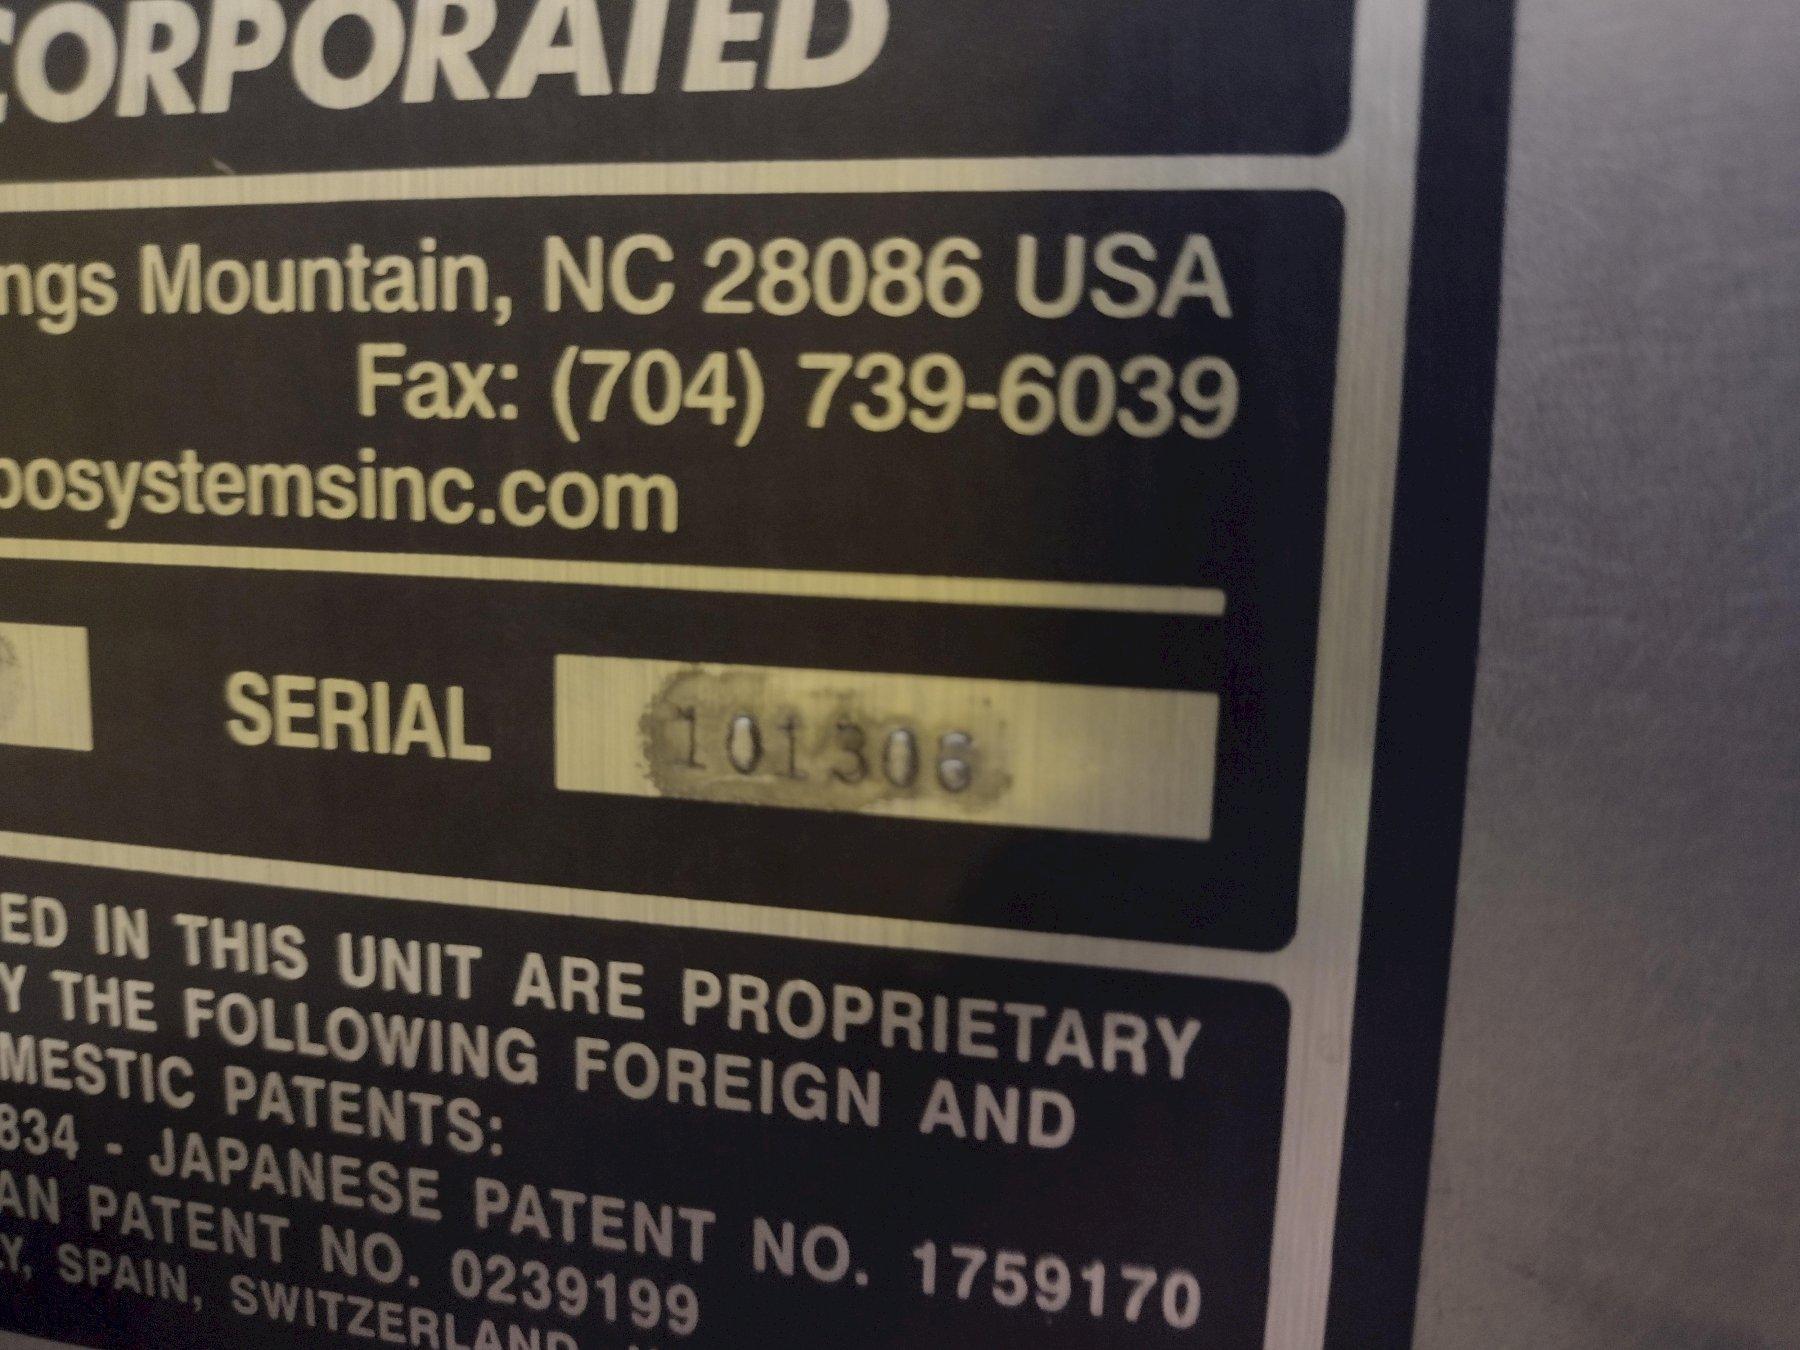 CORPORATED
ngs Mountain, NC 28086 USA
Fax: (704) 739-6039
bosystemsinc.com
SERIAL 101306
ED IN THIS UNIT ARE PROPRIETARY
Y THE FOLLOWING FOREIGN AND
MESTIC PATENTS:
834 - JAPANESE PATENT NO. 1759170
AN PATENT NO. 0239199
Y, SPAIN, SWITZERLAND,